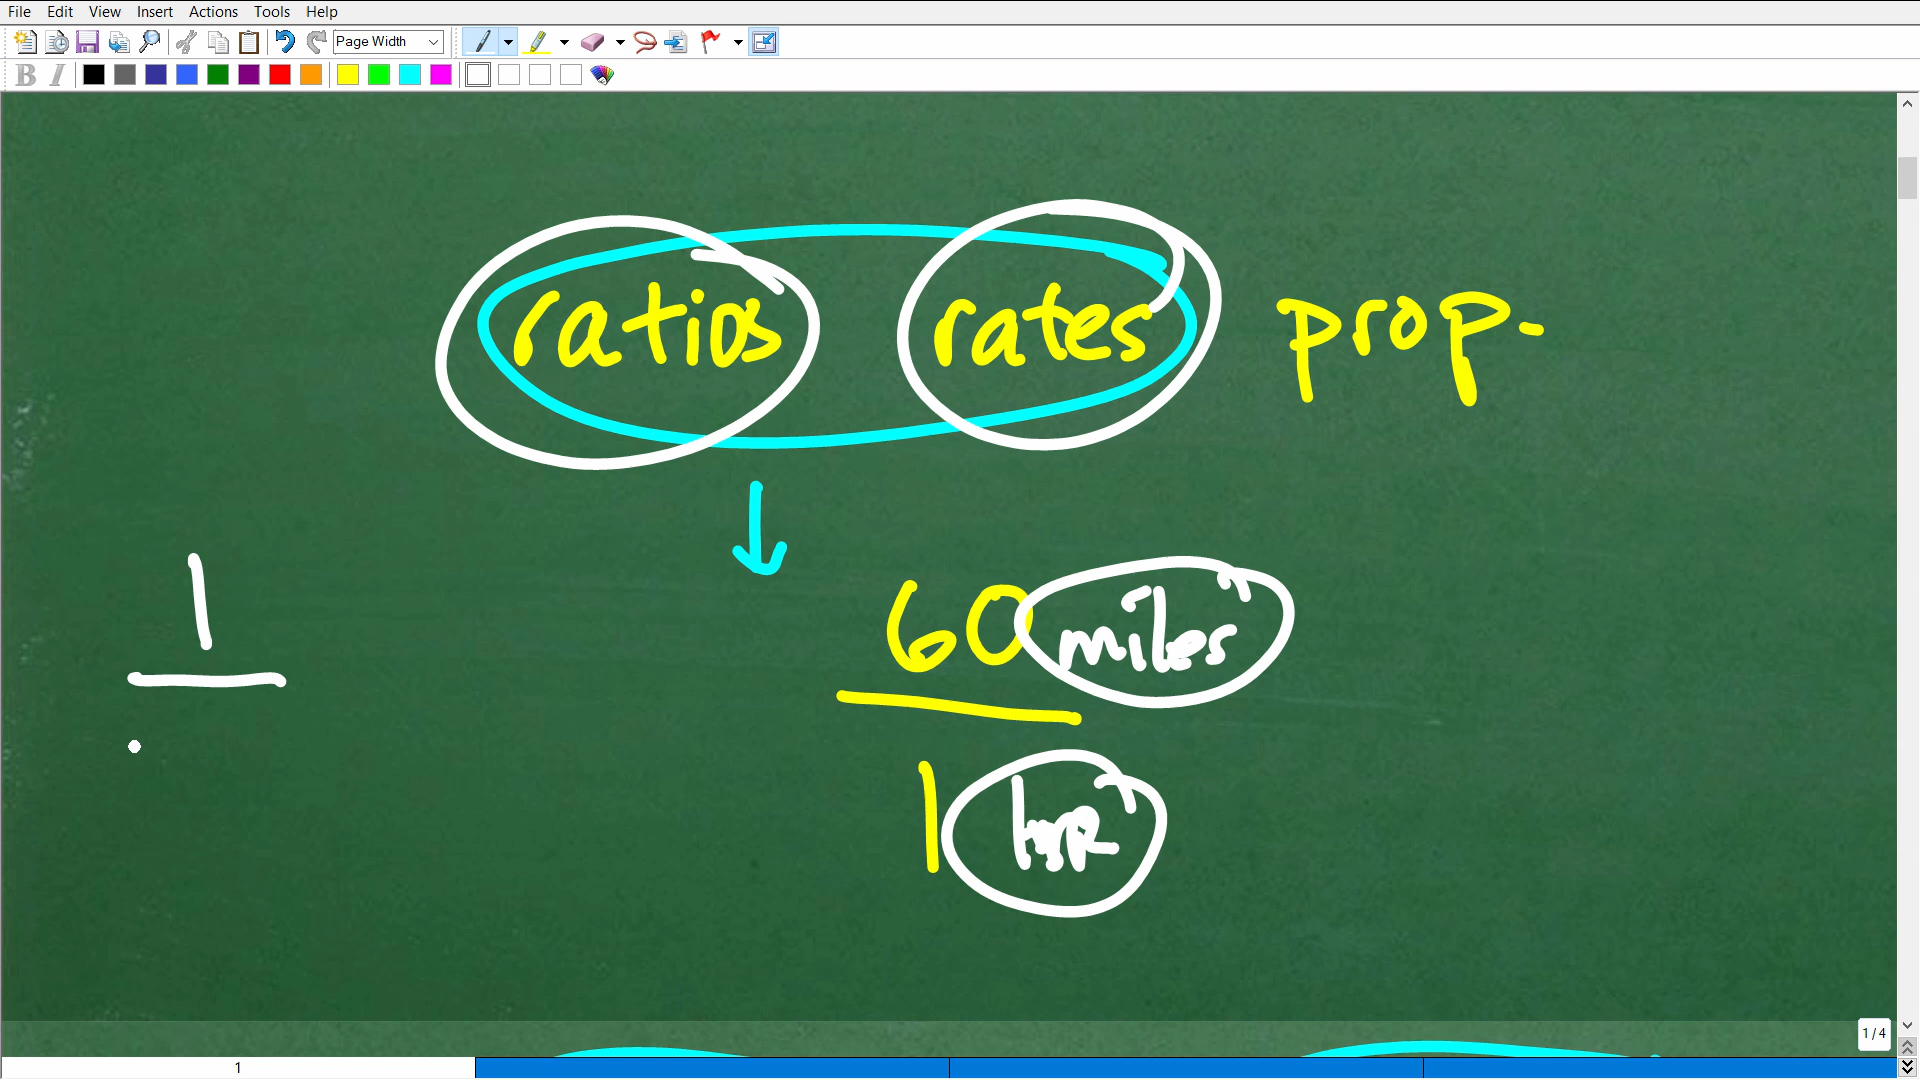 File Edit View Insert Actions Tools Help
Page Width
B I
ratios rates prop.
1
60 miles
1 hR
1 / 4
1